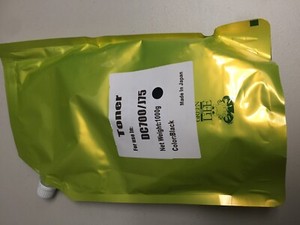 Toner
For use in:
DC700/J75
Net Weight:1000g
Color:Black
Made In Japan